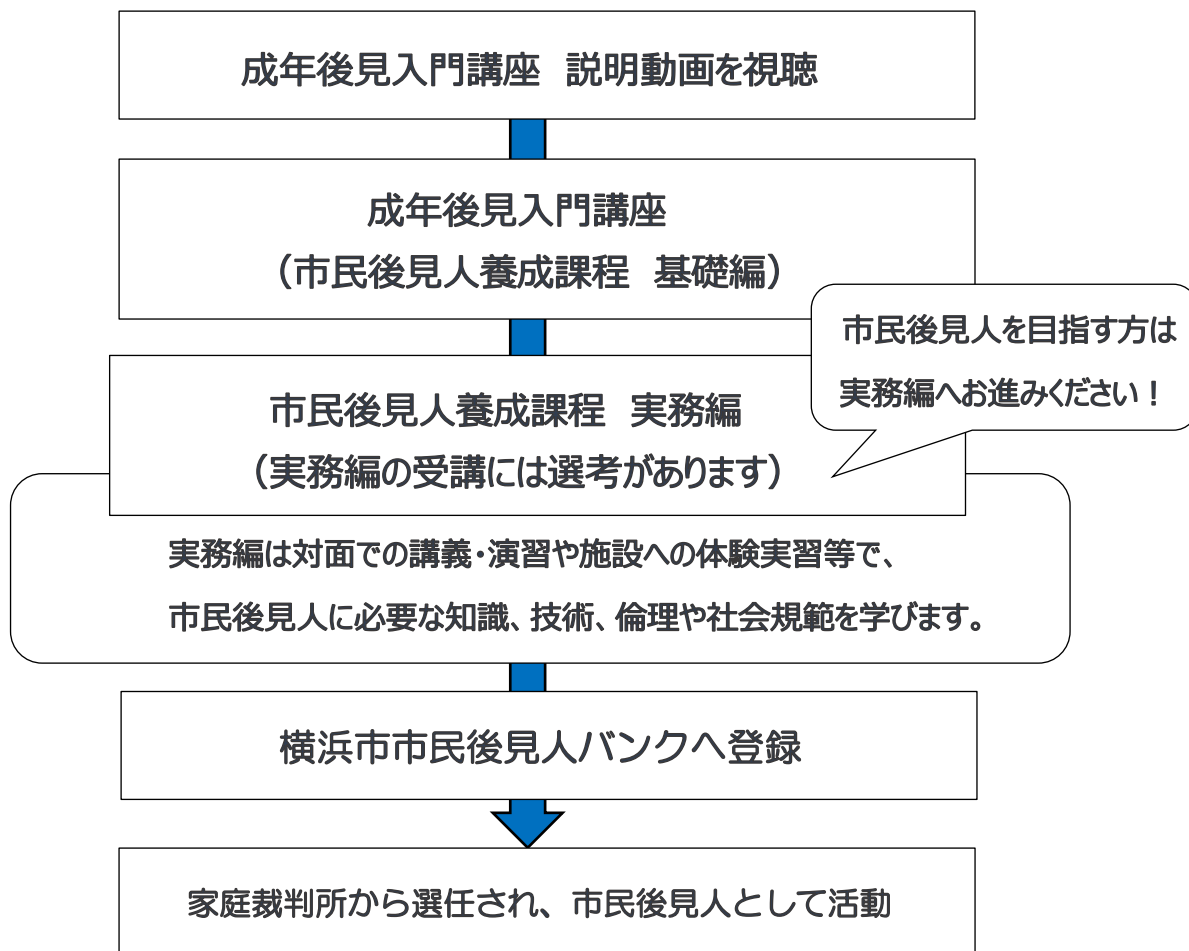 成年後見入門講座　説明動画を視聴
成年後見入門講座
（市民後見人養成課程　基礎編）
市民後見人を目指す方は
実務編へお進みください！
市民後見人養成課程　実務編
（実務編の受講には選考があります）
実務編は対面での講義・演習や施設への体験実習等で、
市民後見人に必要な知識、技術、倫理や社会規範を学びます。
横浜市市民後見人バンクへ登録
家庭裁判所から選任され、市民後見人として活動